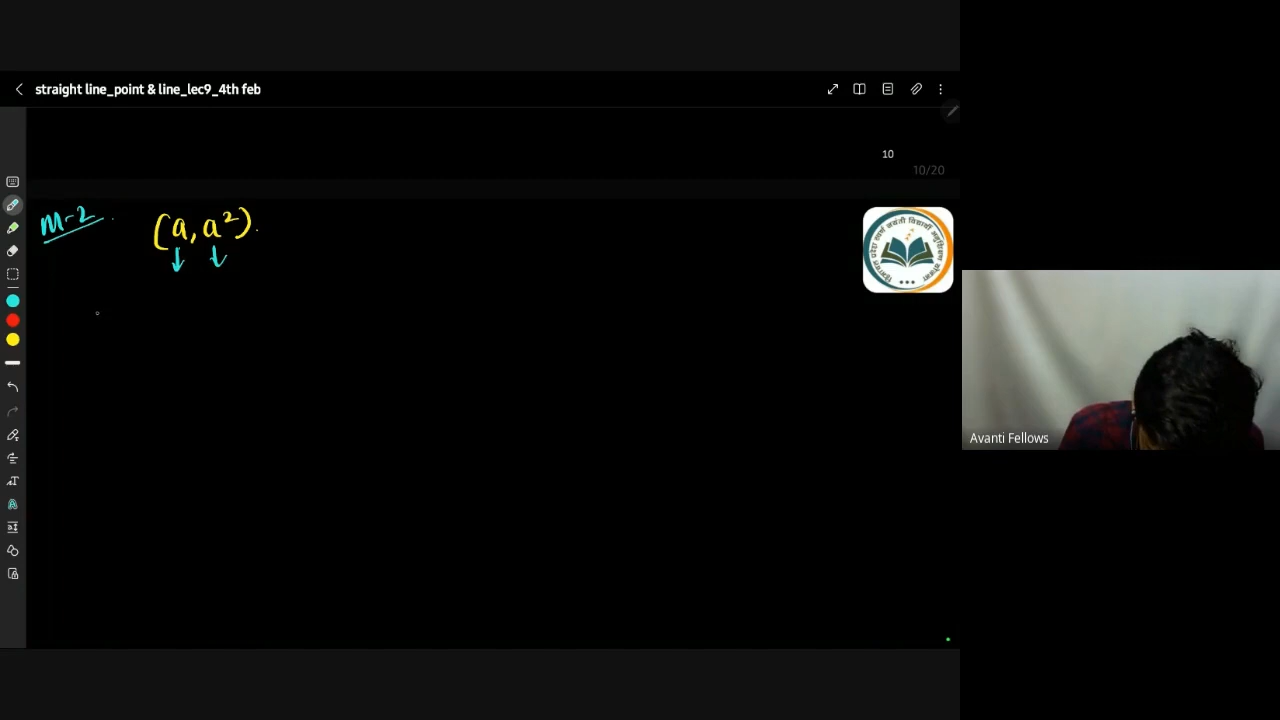 straight line_point & line_lec9_4th feb
10
10/20
M-2 (a, a²)
Avanti Fellows